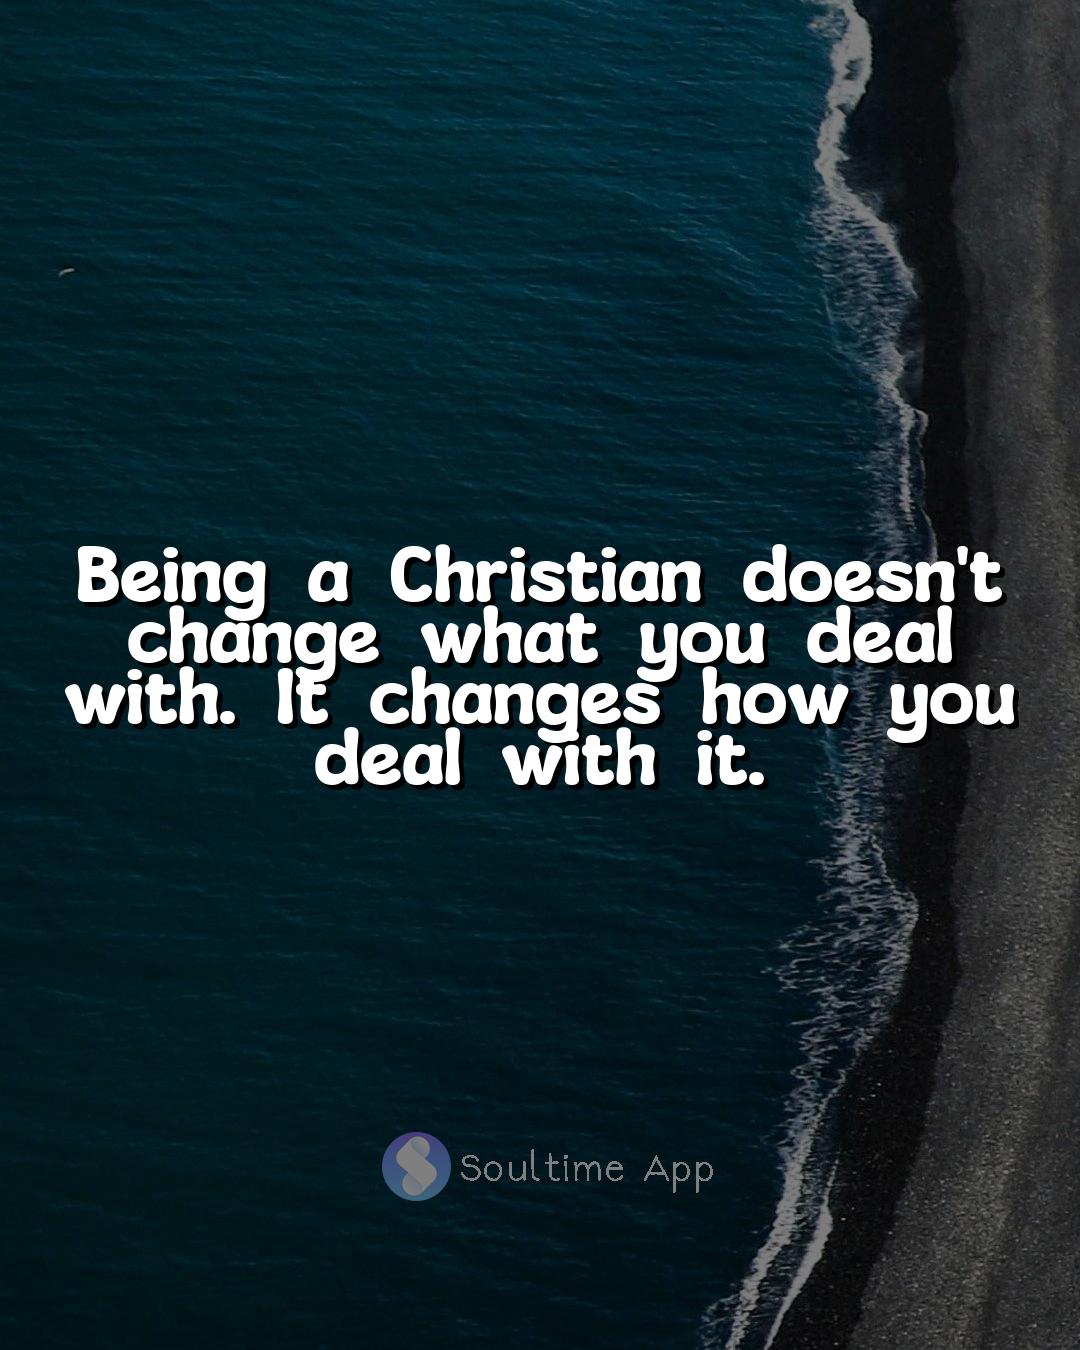 Being a Christian doesn't
change what you deal
with. It changes how you
deal with it.
Soultime App